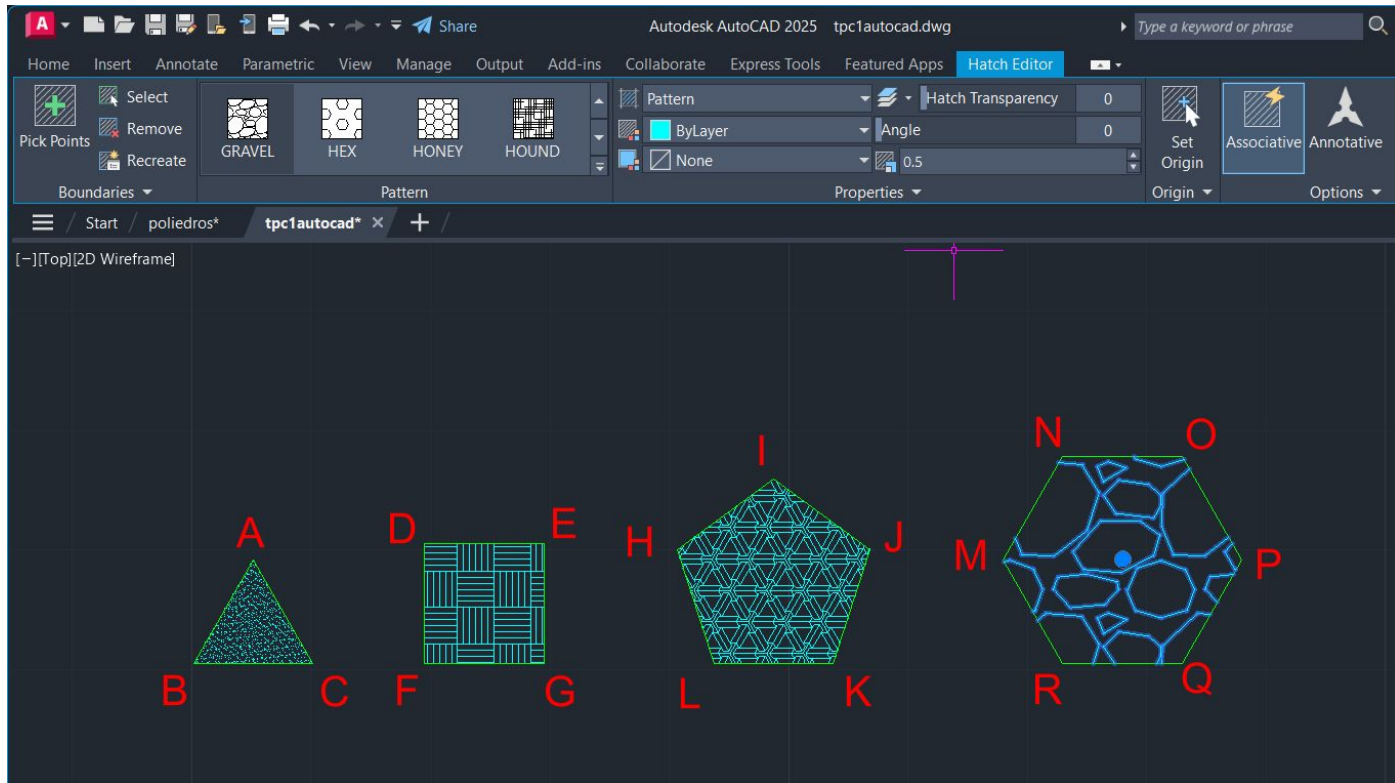 A Share Autodesk AutoCAD 2025 tpc1autocad.dwg Type a keyword or phrase
Home Insert Annotate Parametric View Manage Output Add-ins Collaborate Express Tools Featured Apps Hatch Editor
Pick Points
Select
Remove
Recreate
Boundaries
GRAVEL HEX HONEY HOUND
Pattern
Pattern Hatch Transparency 0
ByLayer Angle 0
None 0.5
Properties
Set
Origin
Origin
Associative Annotative
Options
Start / poliedros* / tpc1autocad* × + /
[−][Top][2D Wireframe]
A
B C
D E
F G
I
H J
L K
N O
M P
R Q